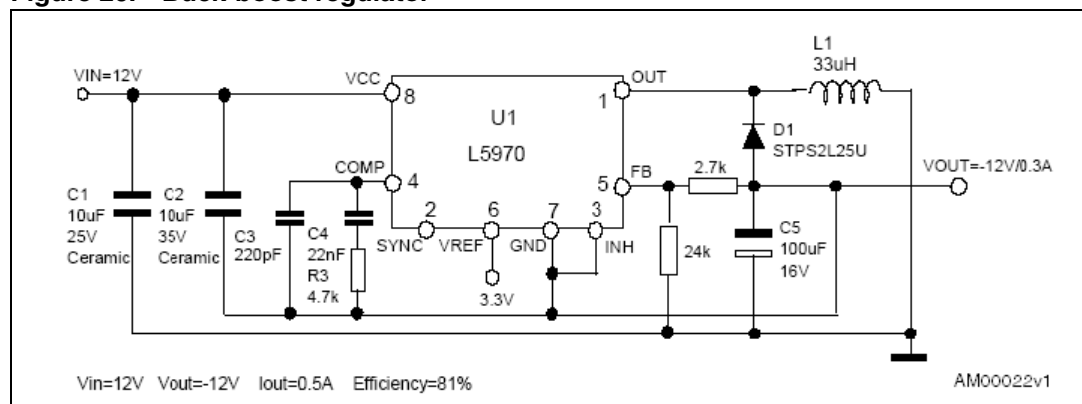 Figure 20. Buck-boost regulator
L1
33uH
VIN=12V
VCC
8
OUT
1
U1
L5970
D1
STPS2L25U
COMP
4
FB
5
2.7k
VOUT=-12V/0.3A
C1
10uF
25V
Ceramic
C2
10uF
35V
Ceramic
C3
220pF
C4
22nF
R3
4.7k
2
SYNC
6
VREF
7
GND
3
INH
3.3V
24k
C5
100uF
16V
Vin=12V Vout=-12V Iout=0.5A Efficiency=81%
AM00022v1